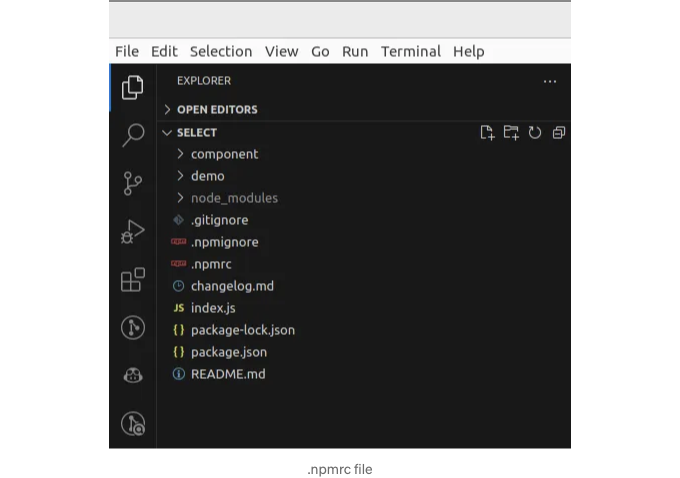 File Edit Selection View Go Run Terminal Help
EXPLORER
OPEN EDITORS
SELECT
component
demo
node_modules
.gitignore
.npmignore
.npmrc
changelog.md
JS index.js
{} package-lock.json
{} package.json
README.md
.npmrc file